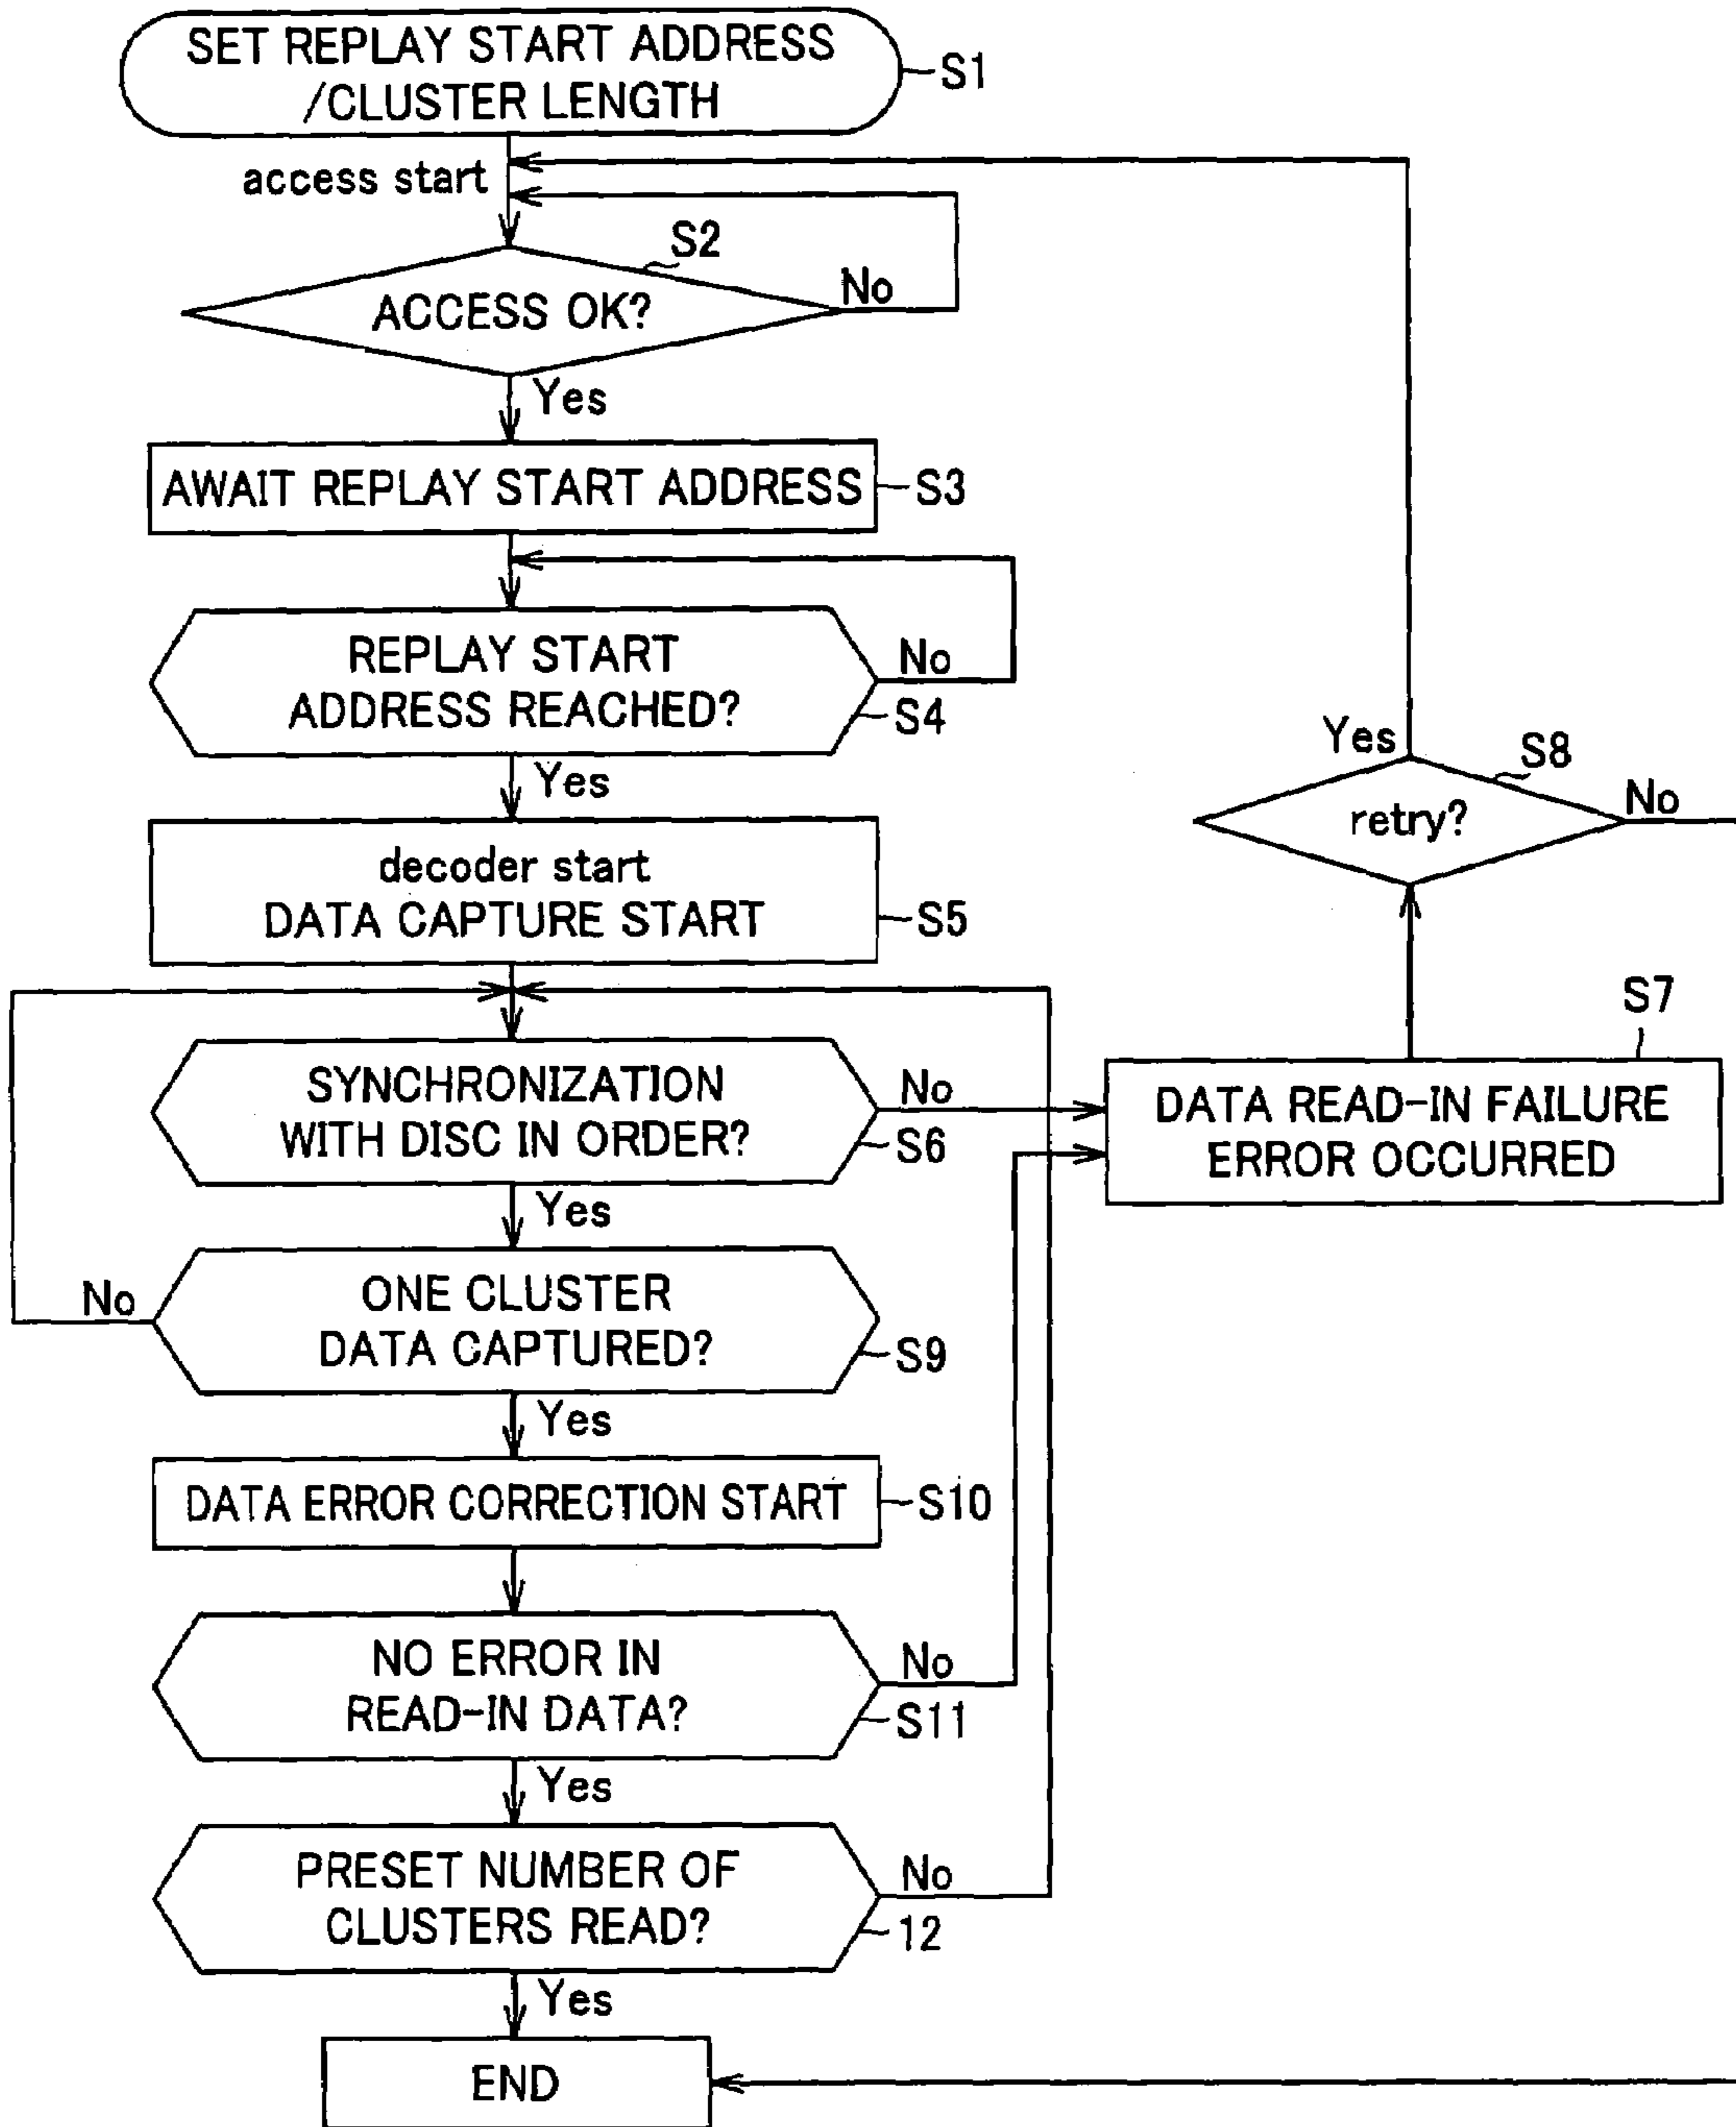 SET REPLAY START ADDRESS
/CLUSTER LENGTH
S1
access start
S2
ACCESS OK?
No
Yes
AWAIT REPLAY START ADDRESS
S3
REPLAY START
ADDRESS REACHED?
No
S4
Yes
decoder start
DATA CAPTURE START
S5
Yes
S8
retry?
No
S7
DATA READ-IN FAILURE
ERROR OCCURRED
SYNCHRONIZATION
WITH DISC IN ORDER?
No
S6
Yes
ONE CLUSTER
DATA CAPTURED?
No
S9
Yes
DATA ERROR CORRECTION START
S10
NO ERROR IN
READ-IN DATA?
No
S11
Yes
PRESET NUMBER OF
CLUSTERS READ?
No
12
Yes
END